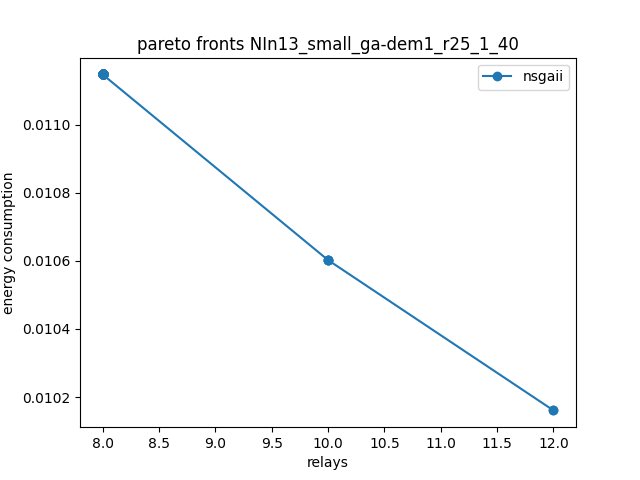 pareto fronts NIn13_small_ga-dem1_r25_1_40
nsgaii
0.0110
0.0108
0.0106
0.0104
0.0102
energy consumption
8.0 8.5 9.0 9.5 10.0 10.5 11.0 11.5 12.0
relays